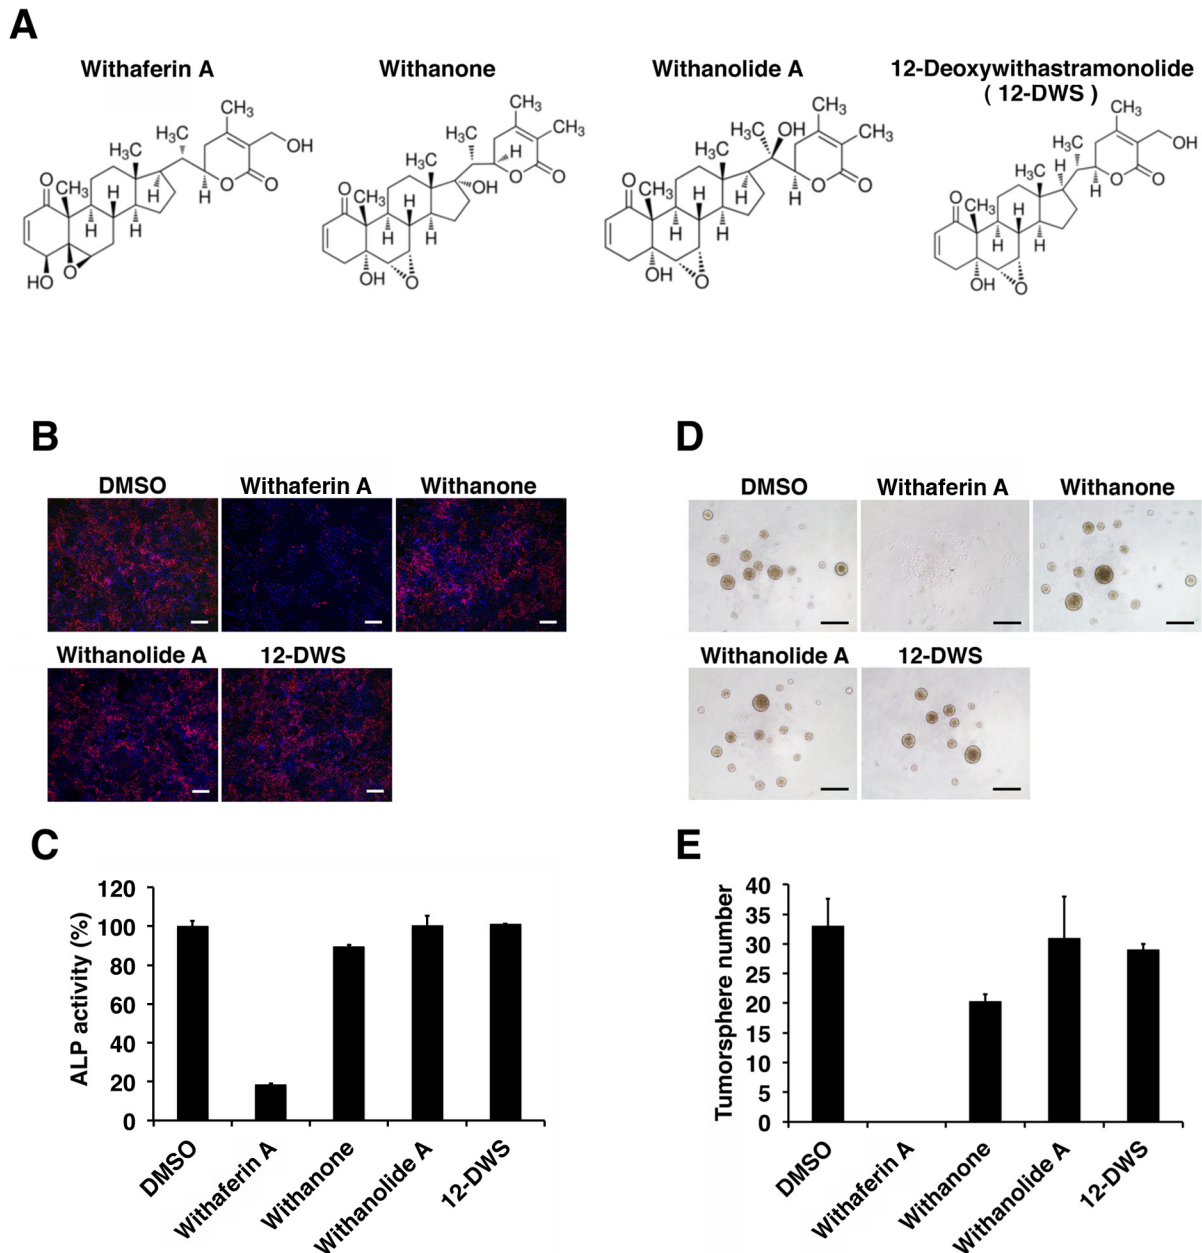 A
Withaferin A
Withanone
Withanolide A
12-Deoxywithastramonolide
( 12-DWS )
CH₃
H₃C
OH
H₃C
O
CH₃
H
H
H
H
H
O
O
O
HO
CH₃
CH₃
H₃C
H
H₃C
OH
O
CH₃
O
O
H
H
H
OH
O
CH₃
H₃C
OH
CH₃
H₃C
O
CH₃
H
O
O
H
H
H
OH
O
CH₃
OH
H₃C
H
H₃C
H
O
O
O
CH₃
H
H
H
OH
O
B
DMSO
Withaferin A
Withanone
Withanolide A
12-DWS
D
DMSO
Withaferin A
Withanone
Withanolide A
12-DWS
C
ALP activity (%)
120
100
80
60
40
20
0
DMSO
Withaferin A
Withanone
Withanolide A
12-DWS
E
Tumorsphere number
40
35
30
25
20
15
10
5
0
DMSO
Withaferin A
Withanone
Withanolide A
12-DWS